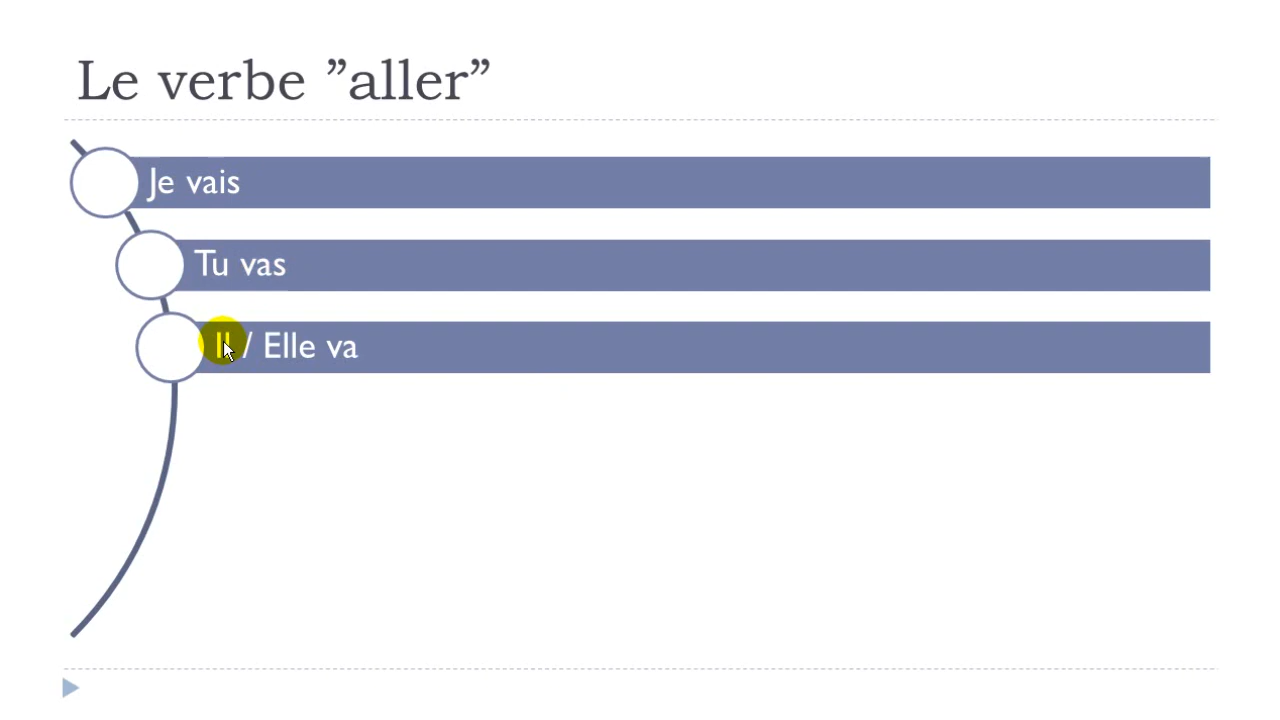 Le verbe ”aller”
Je vais
Tu vas
Il / Elle va